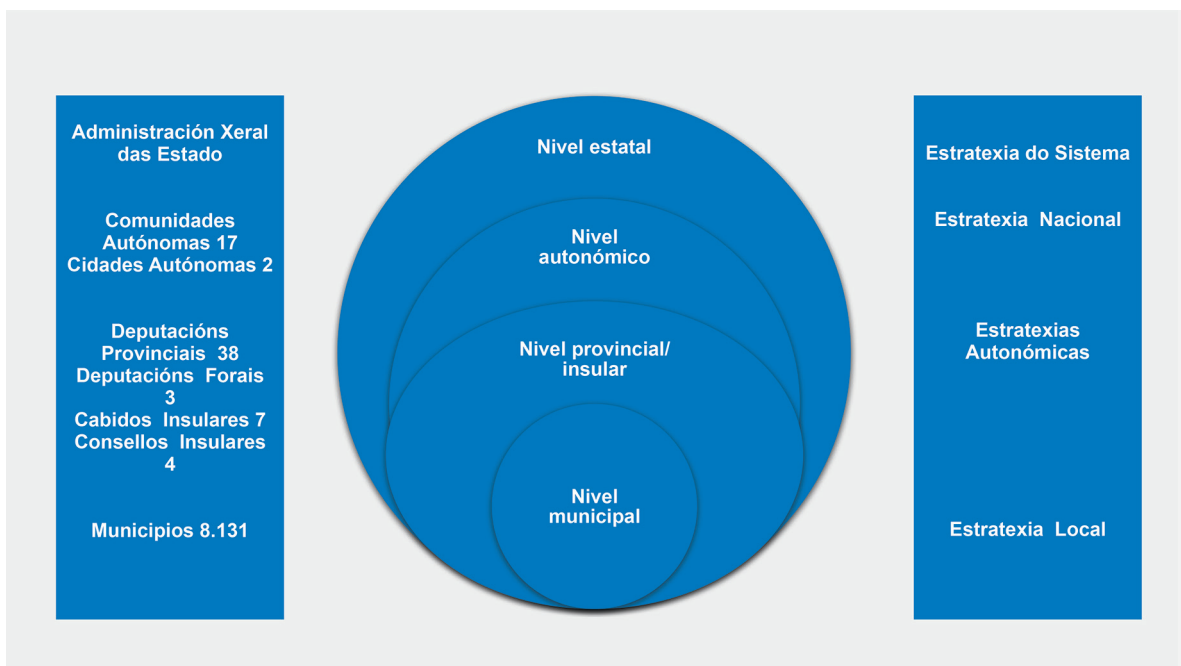 Administración Xeral
das Estado
Comunidades
Autónomas 17
Cidades Autónomas 2
Deputacións
Provinciais 38
Deputacións Forais
3
Cabidos Insulares 7
Consellos Insulares
4
Municipios 8.131
Nivel estatal
Nivel
autonómico
Nivel provincial/
insular
Nivel
municipal
Estratexia do Sistema
Estratexia Nacional
Estratexias
Autonómicas
Estratexia Local